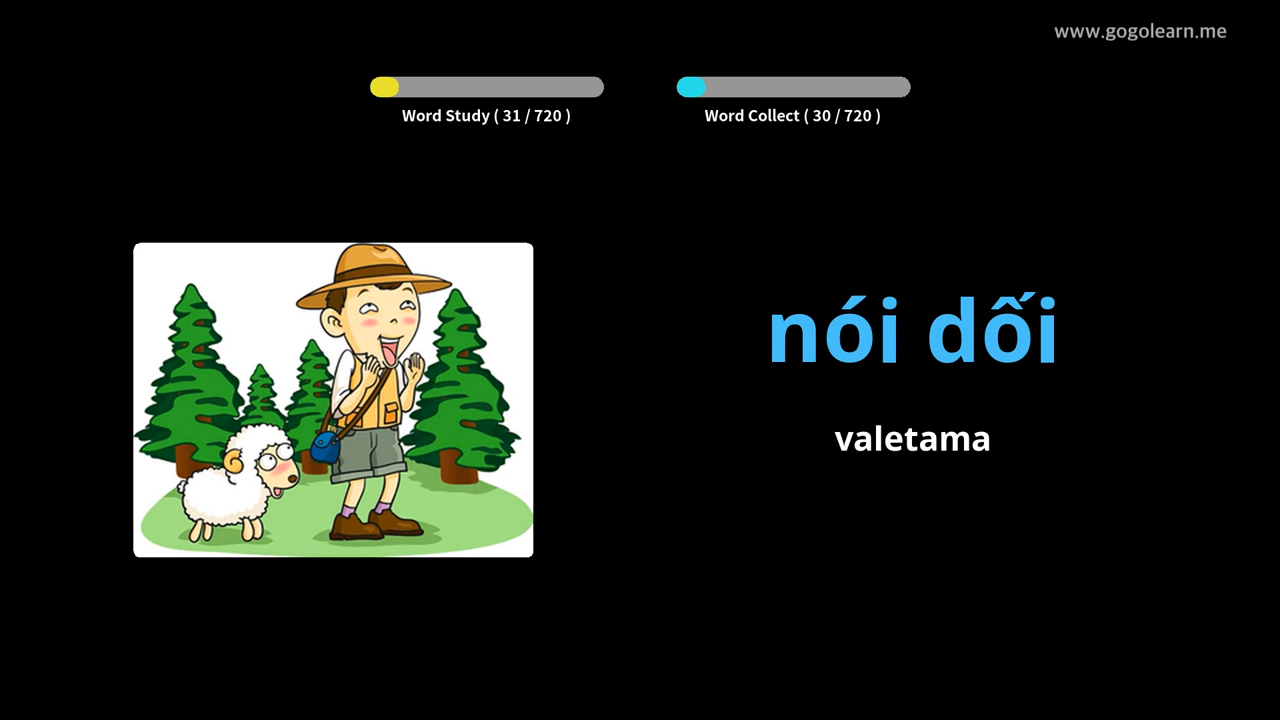 www.gogolearn.me
Word Study ( 31 / 720 )
Word Collect ( 30 / 720 )
nói dối
valetama